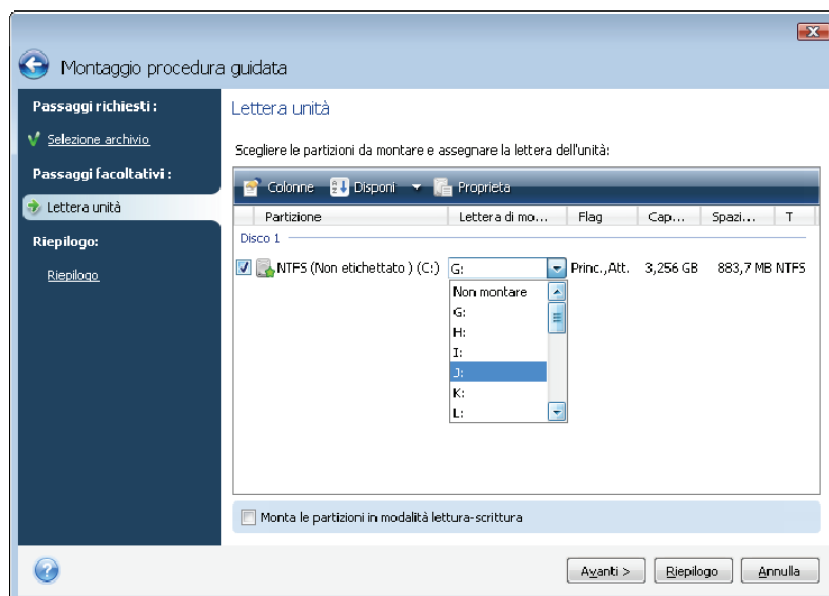 Montaggio procedura guidata
Passaggi richiesti:
Selezione archivio
Passaggi facoltativi:
Lettera unità
Riepilogo:
Riepilogo
Lettera unità
Scegliere le partizioni da montare e assegnare la lettera dell'unità:
Colonne Disponi Proprieta
Partizione Lettera di mo... Flag Cap... Spazi... T
Disco 1
NTFS (Non etichettato ) (C:) G: Princ.,Att. 3,256 GB 883,7 MB NTFS
Non montare
G:
H:
I:
J:
K:
L:
Monta le partizioni in modalità lettura-scrittura
Avanti > Riepilogo Annulla